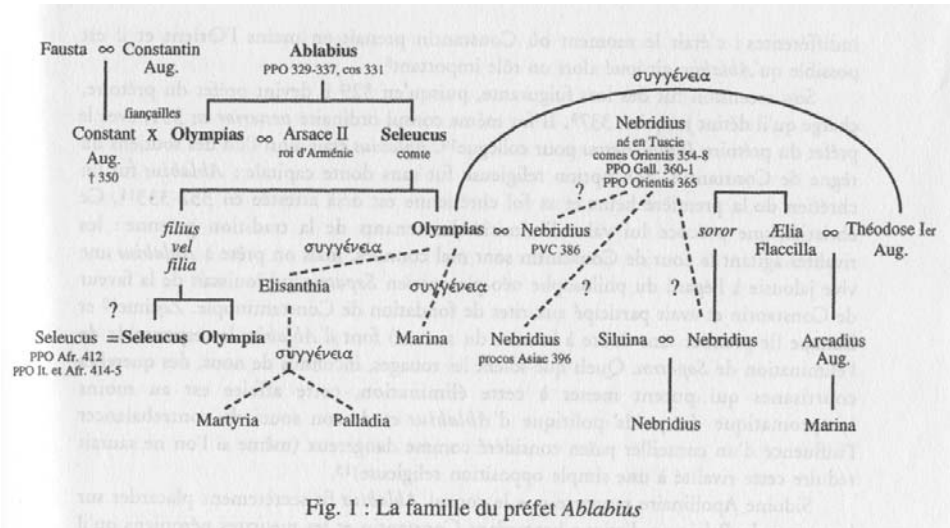 Fausta ∞ Constantin
Aug.
Ablabius
PPO 329-337, cos 331
συγγένεια
fiançailles
Constant x Olympias
Aug.
† 350
Arsace II
roi d'Arménie
Seleucus
comte
Nebridius
né en Tuscie
comes Orientis 354-8
PPO Gall. 360-1
PPO Orientis 365
?
?
?
filius
vel
filia
συγγένεια
Olympias ∞ Nebridius
PVC 386
soror
Ælia
Flaccilla
∞ Théodose Ier
Aug.
Elisanthia
συγγένεια
?
Seleucus = Seleucus
PPO Afr. 412
PPO It. et Afr. 414-5
Olympia
συγγένεια
Marina
Nebridius
procos Asiae 396
Siluina ∞ Nebridius
Arcadius
Aug.
Martyria
Palladia
Nebridius
Marina
Fig. 1 : La famille du préfet Ablabius